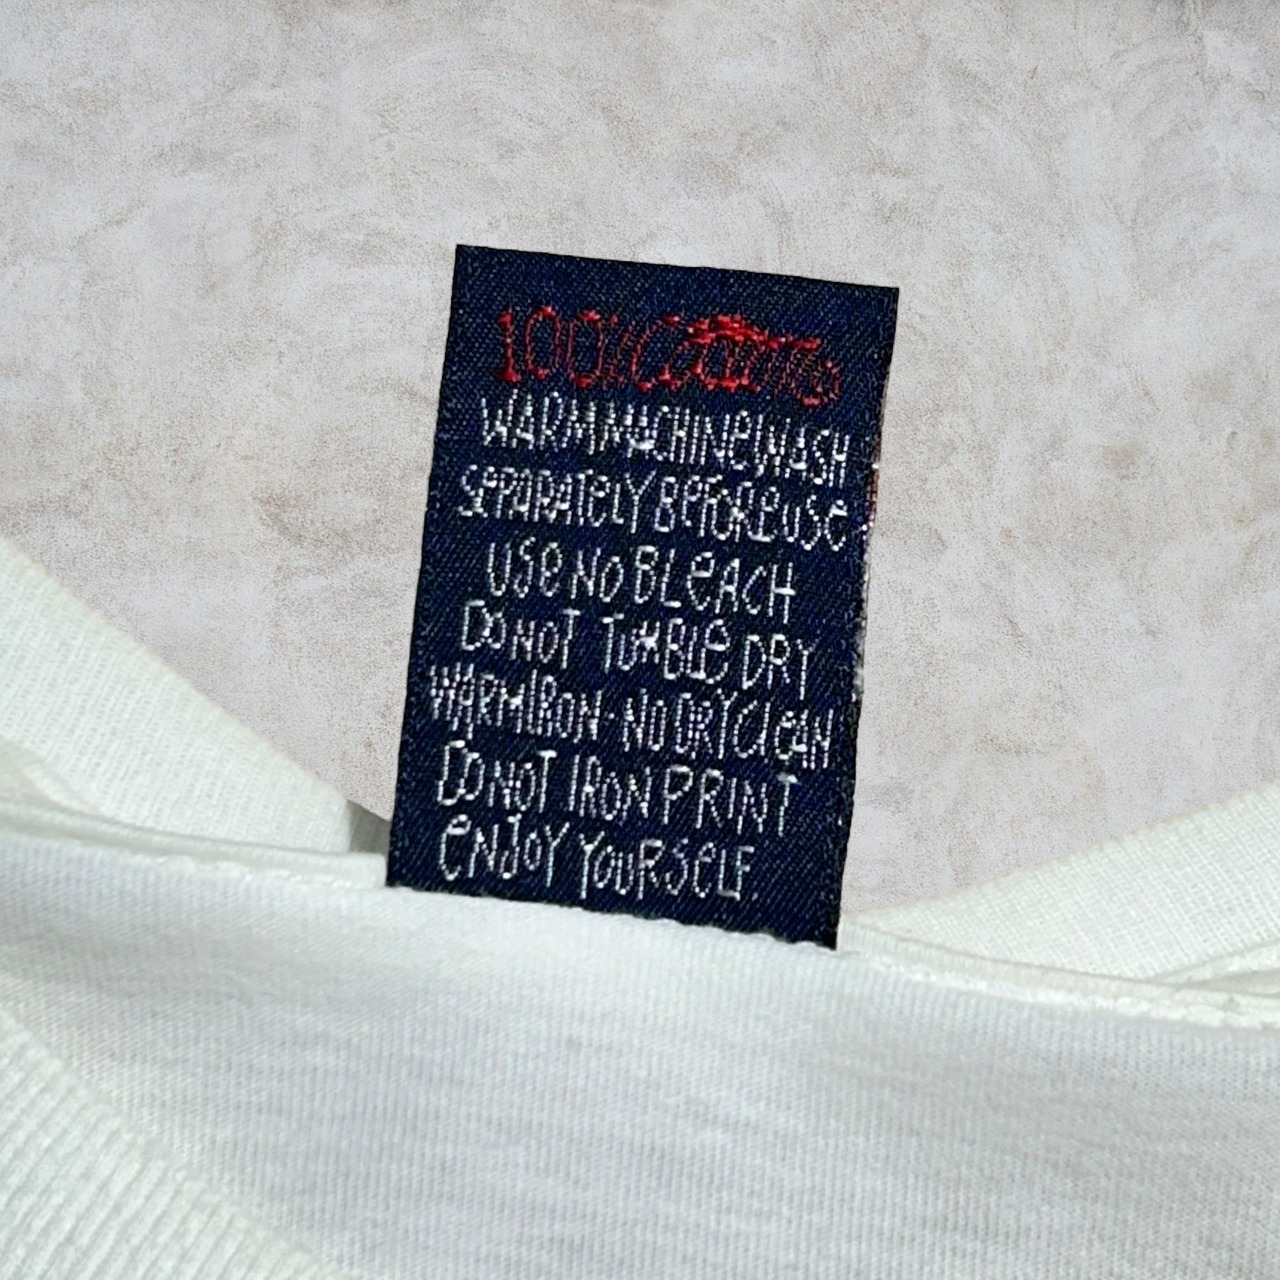 100%
WARM MACHINE WASH
SEPARATELY BEFORE USE
USE NO BLEACH
DO NOT TUMBLE DRY
WARM IRON - NO DRY CLEAN
DO NOT IRON PRINT
ENJOY YOURSELF.